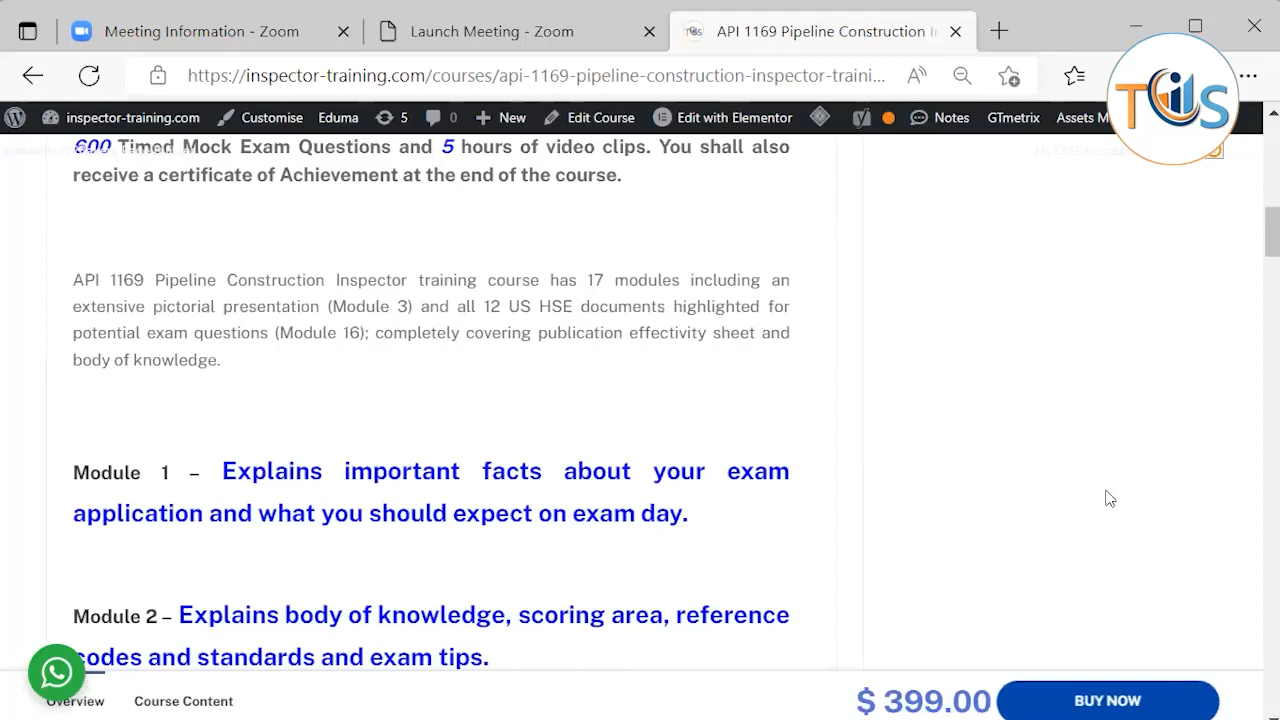 Meeting Information - Zoom
Launch Meeting - Zoom
API 1169 Pipeline Construction I
https://inspector-training.com/courses/api-1169-pipeline-construction-inspector-traini...
TCILS
inspector-training.com
Customise
Eduma
5
0
New
Edit Course
Edit with Elementor
Notes
GTmetrix
Assets M
600 Timed Mock Exam Questions and 5 hours of video clips. You shall also
receive a certificate of Achievement at the end of the course.
API 1169 Pipeline Construction Inspector training course has 17 modules including an
extensive pictorial presentation (Module 3) and all 12 US HSE documents highlighted for
potential exam questions (Module 16); completely covering publication effectivity sheet and
body of knowledge.
Module 1 – Explains important facts about your exam
application and what you should expect on exam day.
Module 2 – Explains body of knowledge, scoring area, reference
codes and standards and exam tips.
Overview
Course Content
$ 399.00
BUY NOW